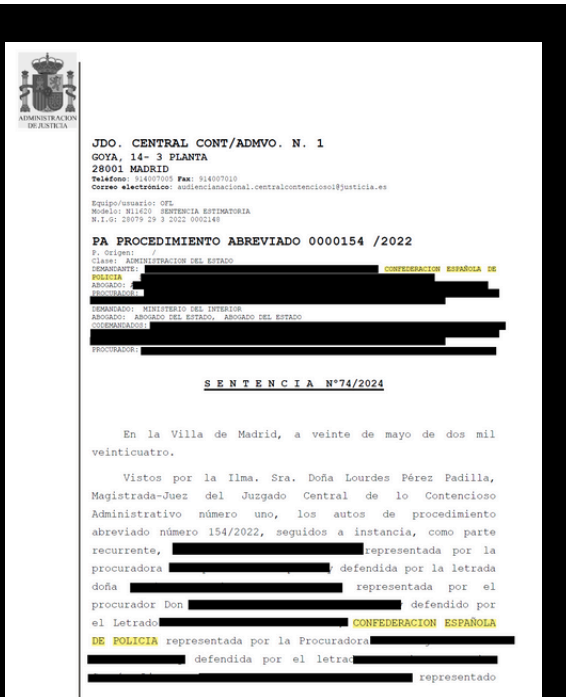 ADMINISTRACION
DE JUSTICIA
JDO. CENTRAL CONT/ADMVO. N. 1
GOYA, 14- 3 PLANTA
28001 MADRID
Teléfono: 914007005 Fax: 914007010
Correo electrónico: audiencianacional.centralcontencioso1@justicia.es
Equipo/usuario: OFL
Modelo: N11620 SENTENCIA ESTIMATORIA
N.I.G: 28079 29 3 2022 0002148
PA PROCEDIMIENTO ABREVIADO 0000154 /2022
P. Origen: /
Clase: ADMINISTRACION DEL ESTADO
DEMANDANTE: CONFEDERACION ESPAÑOLA DE
POLICIA
ABOGADO:
PROCURADOR:
DEMANDADO: MINISTERIO DEL INTERIOR
ABOGADO: ABOGADO DEL ESTADO, ABOGADO DEL ESTADO
CODEMANDADOS:
PROCURADOR:
S E N T E N C I A Nº74/2024
En la Villa de Madrid, a veinte de mayo de dos mil
veinticuatro.
Vistos por la Ilma. Sra. Doña Lourdes Pérez Padilla,
Magistrada-Juez del Juzgado Central de lo Contencioso
Administrativo número uno, los autos de procedimiento
abreviado número 154/2022, seguidos a instancia, como parte
recurrente, representada por la
procuradora y defendida por la letrada
doña representada por el
procurador Don y defendido por
el Letrado CONFEDERACION ESPAÑOLA
DE POLICIA representada por la Procuradora
defendida por el letrado
representado